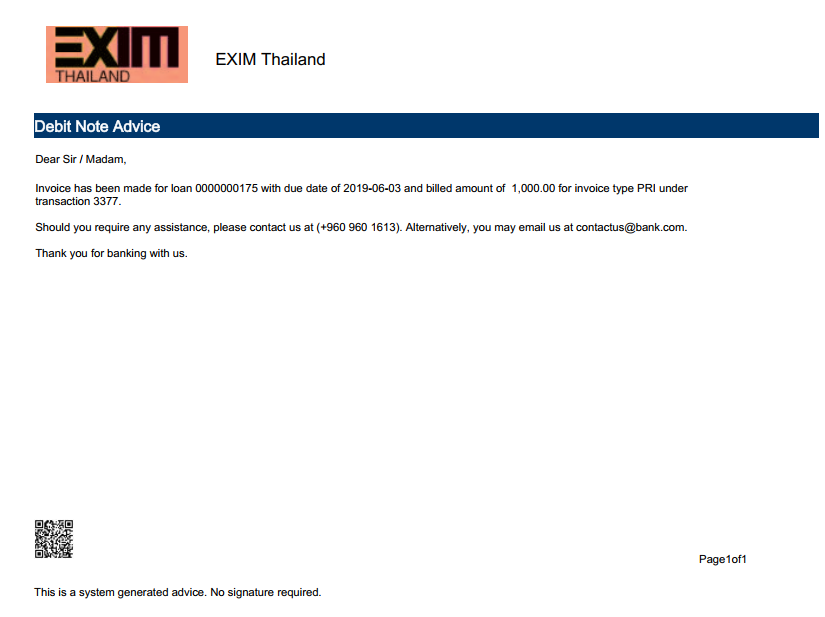 EXIM
THAILAND
EXIM Thailand
Debit Note Advice
Dear Sir / Madam,
Invoice has been made for loan 0000000175 with due date of 2019-06-03 and billed amount of  1,000.00 for invoice type PRI under
transaction 3377.
Should you require any assistance, please contact us at (+960 960 1613). Alternatively, you may email us at contactus@bank.com.
Thank you for banking with us.
Page1of1
This is a system generated advice. No signature required.